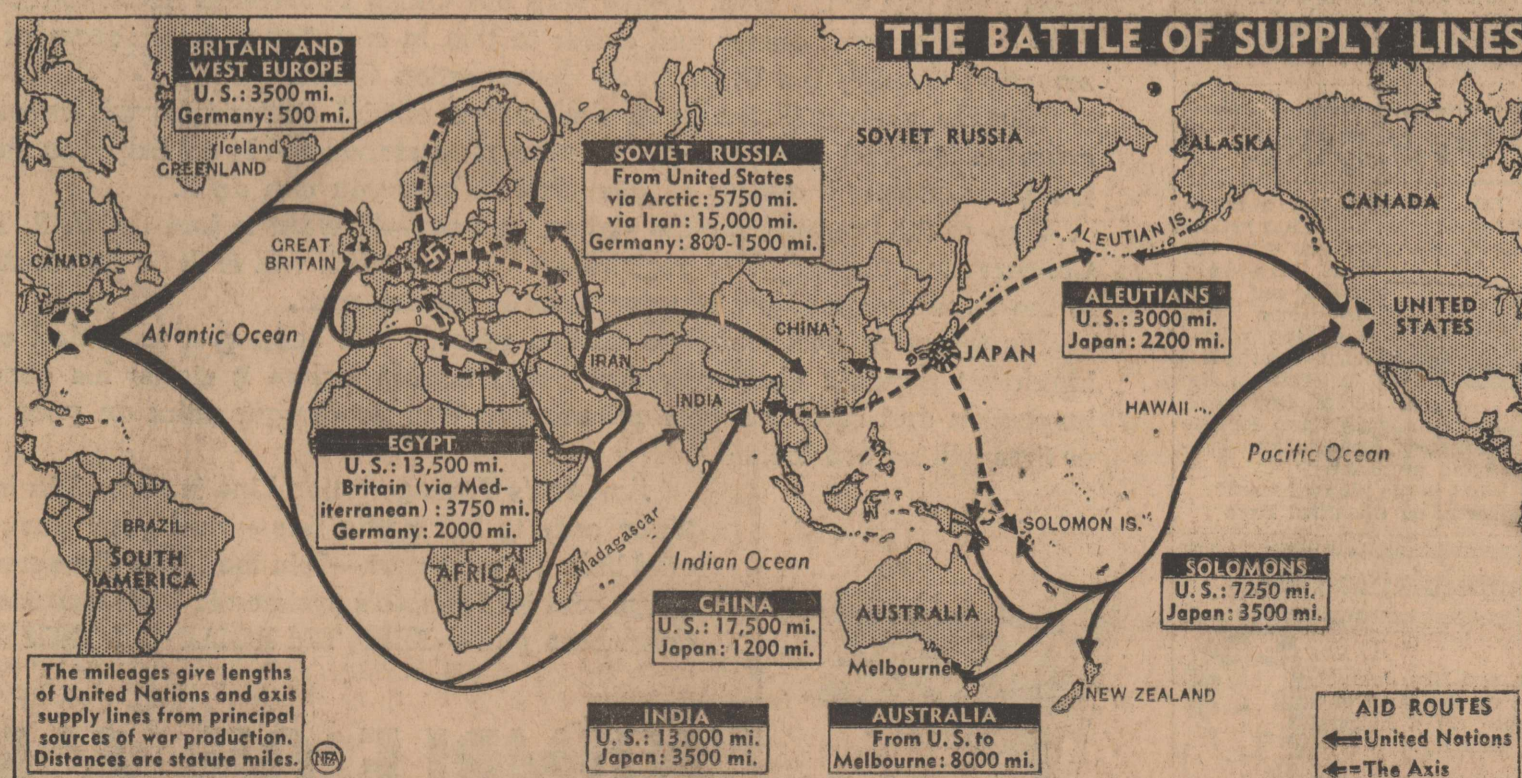 THE BATTLE OF SUPPLY LINES
BRITAIN AND
WEST EUROPE
U. S.: 3500 mi.
Germany: 500 mi.
Iceland
GREENLAND
CANADA
GREAT
BRITAIN
Atlantic Ocean
SOVIET RUSSIA
From United States
via Arctic: 5750 mi.
via Iran: 15,000 mi.
Germany: 800-1500 mi.
SOVIET RUSSIA
ALASKA
CANADA
ALEUTIAN IS.
ALEUTIANS
U. S.: 3000 mi.
Japan: 2200 mi.
UNITED
STATES
CHINA
JAPAN
IRAN
INDIA
HAWAII
Pacific Ocean
EGYPT
U. S.: 13,500 mi.
Britain (via Med-
iterranean): 3750 mi.
Germany: 2000 mi.
BRAZIL
SOUTH
AMERICA
AFRICA
Madagascar
Indian Ocean
SOLOMON IS.
SOLOMONS
U. S.: 7250 mi.
Japan: 3500 mi.
CHINA
U. S.: 17,500 mi.
Japan: 1200 mi.
AUSTRALIA
Melbourne
NEW ZEALAND
The mileages give lengths
of United Nations and axis
supply lines from principal
sources of war production.
Distances are statute miles.
NEA
INDIA
U. S.: 13,000 mi.
Japan: 3500 mi.
AUSTRALIA
From U. S. to
Melbourne: 8000 mi.
AID ROUTES
United Nations
The Axis